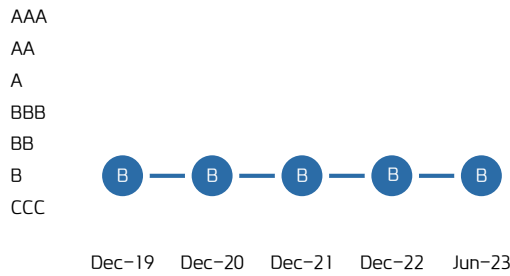 AAA
AA
A
BBB
BB
B B B B B B
CCC
Dec-19 Dec-20 Dec-21 Dec-22 Jun-23